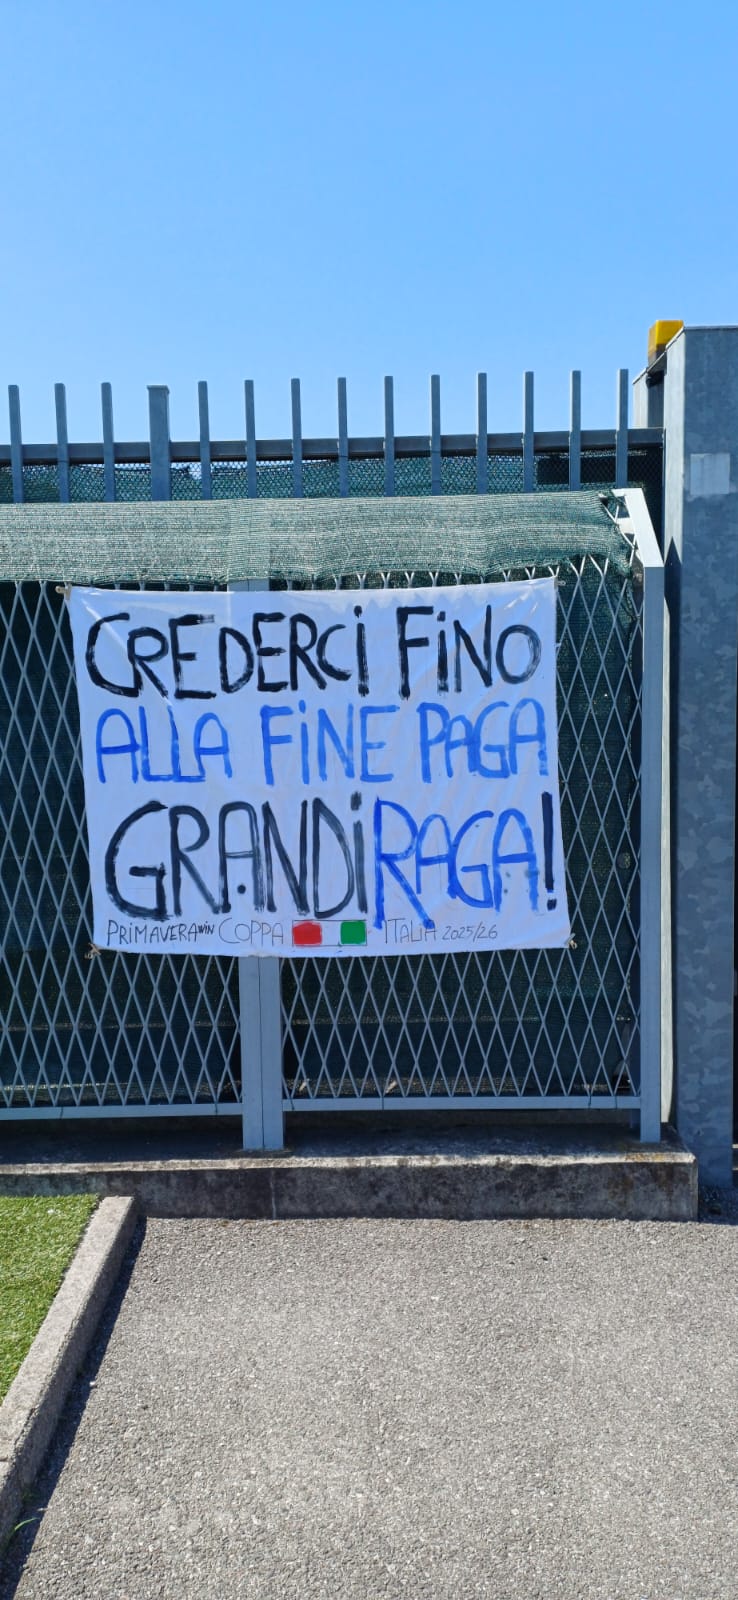 CREDERCI FiNO
ALLA FiNE PAGA
GRANDi RAGA!
PRiMAVERA WiN COPPA ITALIA 2025/26